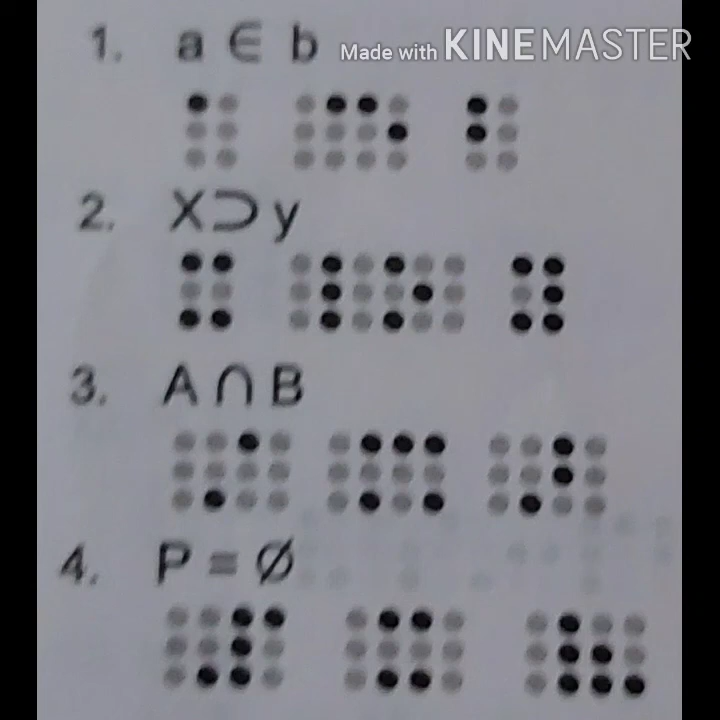 1. a ∈ b
Made with KINEMASTER
2. X⊃y
3. A∩B
4. P = Ø